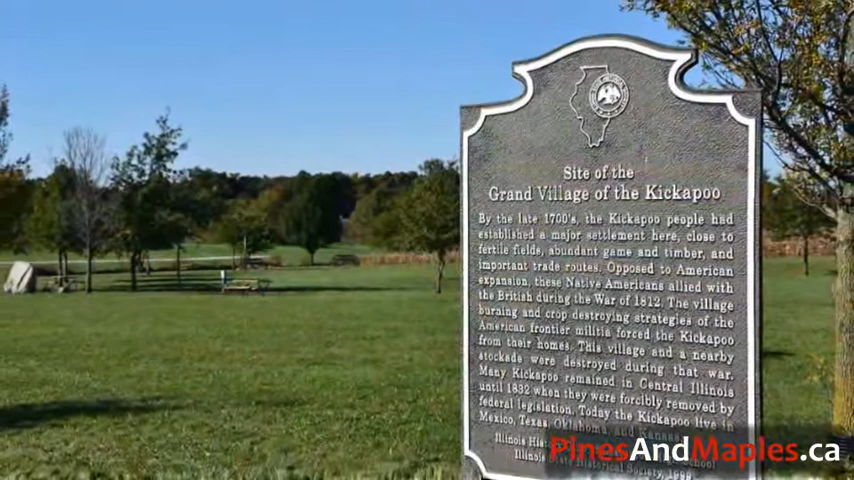 Site of the
Grand Village of the Kickapoo
By the late 1700's, the Kickapoo people had
established a major settlement here, close to
fertile fields, abundant game and timber, and
important trade routes. Opposed to American
expansion, these Native Americans allied with
the British during the War of 1812. The village
burning and crop destroying strategies of the
American frontier militia forced the Kickapoo
from their homes. This village and a nearby
stockade were destroyed during that war.
Many Kickapoo remained in Central Illinois
until 1832 when they were forcibly removed by
federal legislation. Today the Kickapoo live in
Mexico, Texas, Oklahoma, and Kansas.
Illinois School
Illinois State Historical Society,
PinesAndMaples.ca